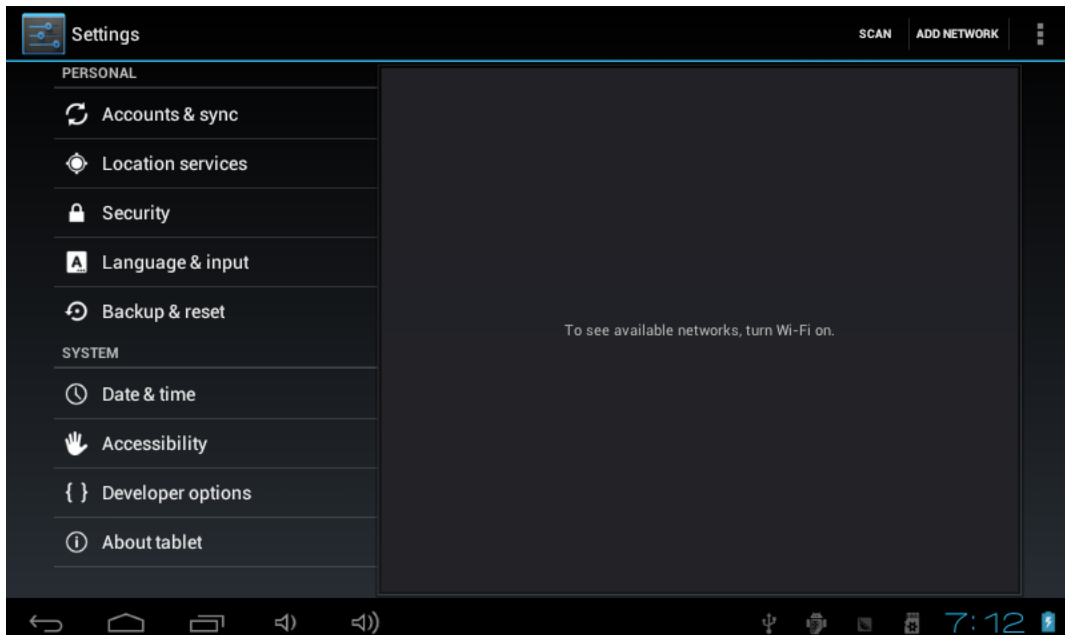 Settings
SCAN
ADD NETWORK
PERSONAL
Accounts & sync
Location services
Security
Language & input
Backup & reset
To see available networks, turn Wi-Fi on.
SYSTEM
Date & time
Accessibility
{ } Developer options
About tablet
7:12